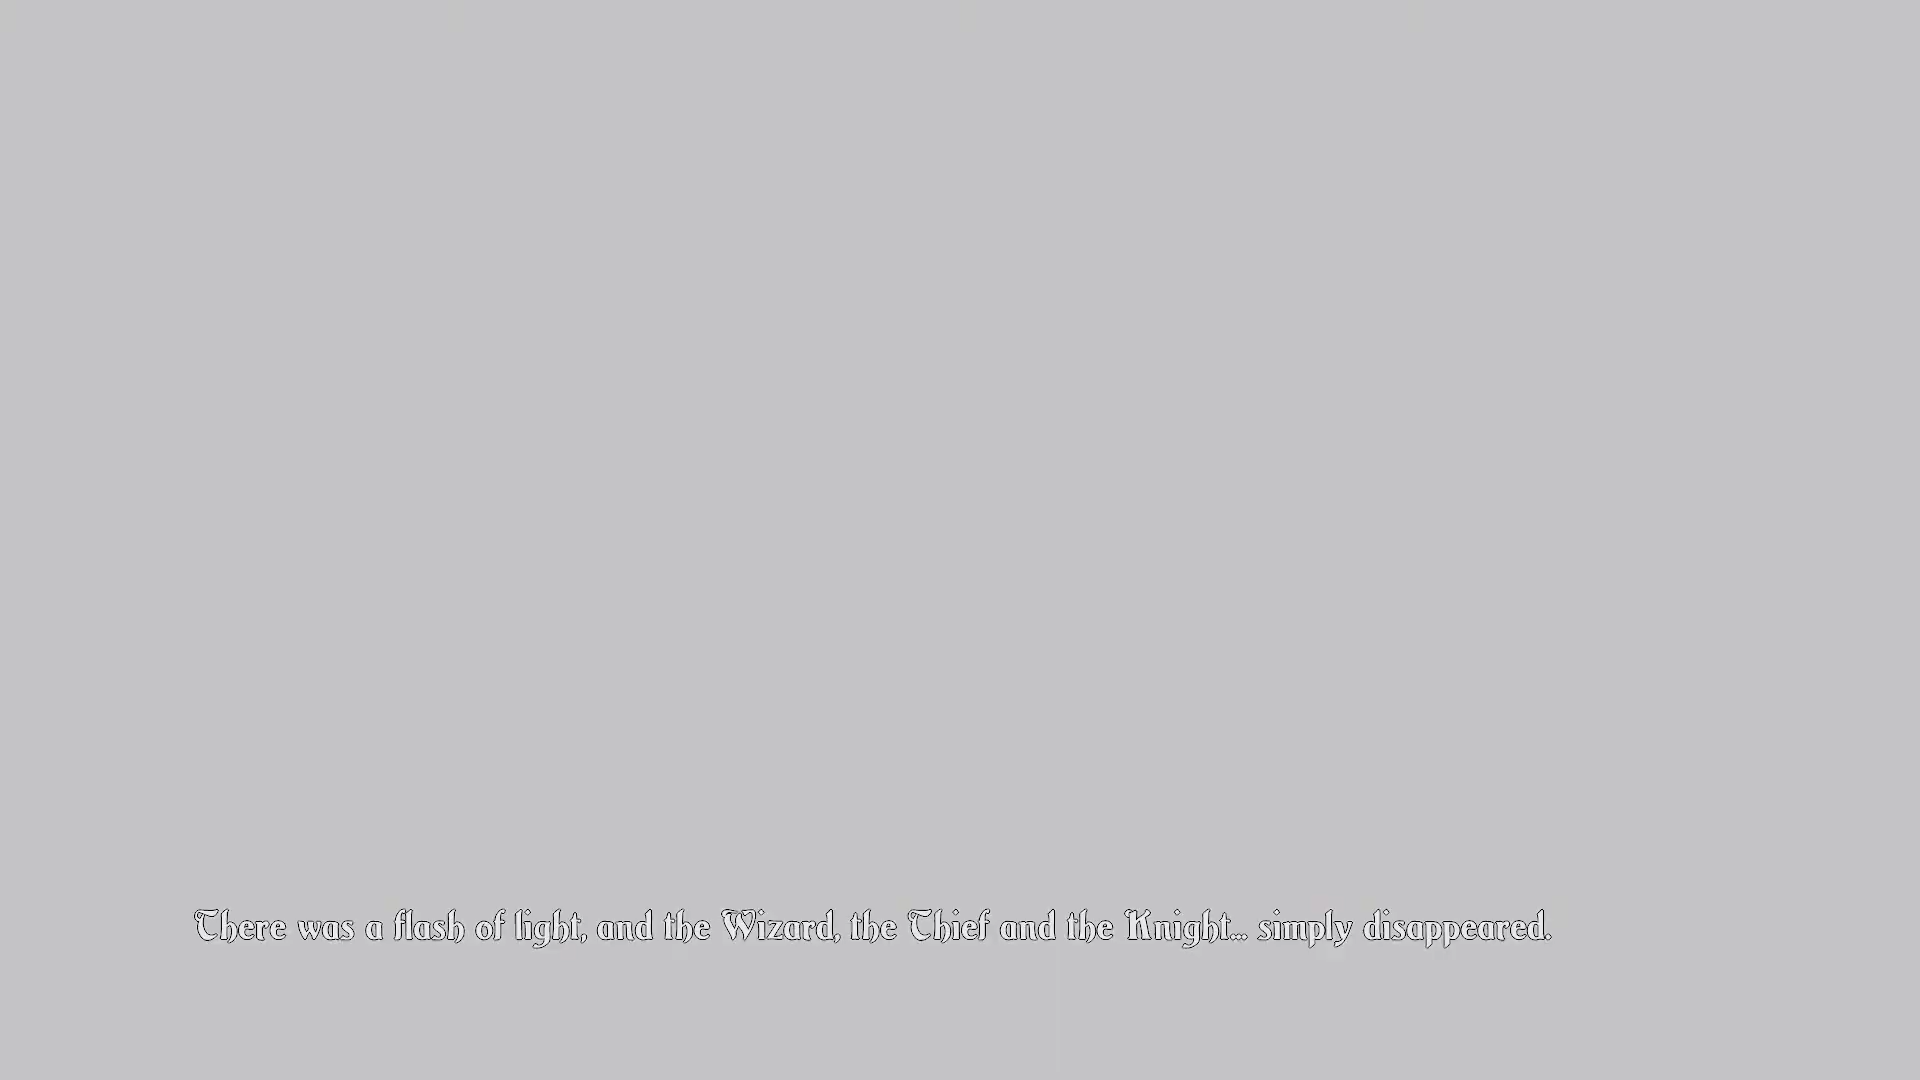 There was a flash of light, and the Wizard, the Thief and the Knight... simply disappeared.